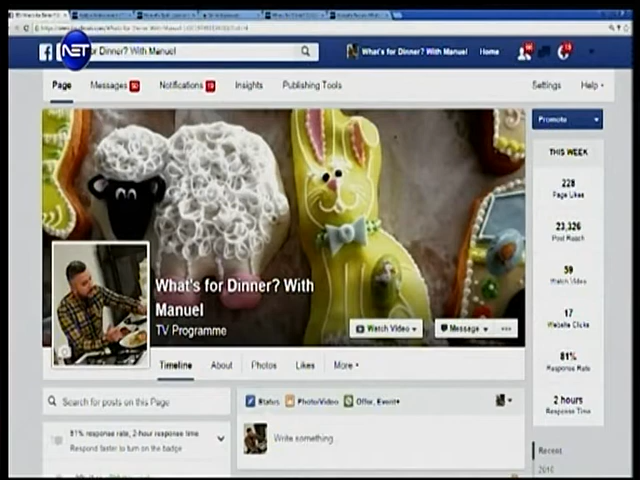 NET
r Dinner? With Manuel
What's for Dinner? With Manuel
Home
Page
Messages
Notifications
Insights
Publishing Tools
Settings
Help
Promote
THIS WEEK
228
Page Likes
23,326
Post Reach
59
Watch Video
17
Website Clicks
81%
Response Rate
2 hours
Response Time
Recent
2016
What's for Dinner? With
Manuel
TV Programme
Watch Video
Message
Timeline
About
Photos
Likes
More
Search for posts on this Page
Status
Photo/Video
Offer, Event+
81% response rate, 2-hour response time
Respond faster to turn on the badge
Write something...